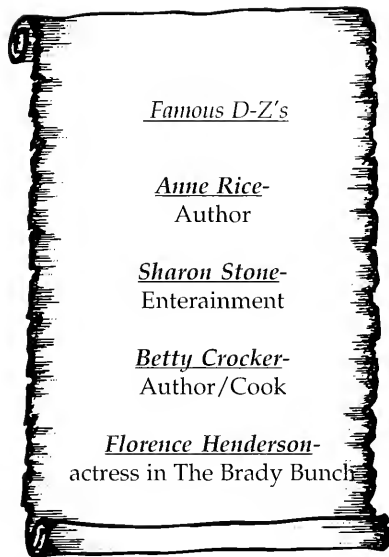 Famous D-Z's
Anne Rice-
Author
Sharon Stone-
Enterainment
Betty Crocker-
Author/Cook
Florence Henderson-
actress in The Brady Bunch